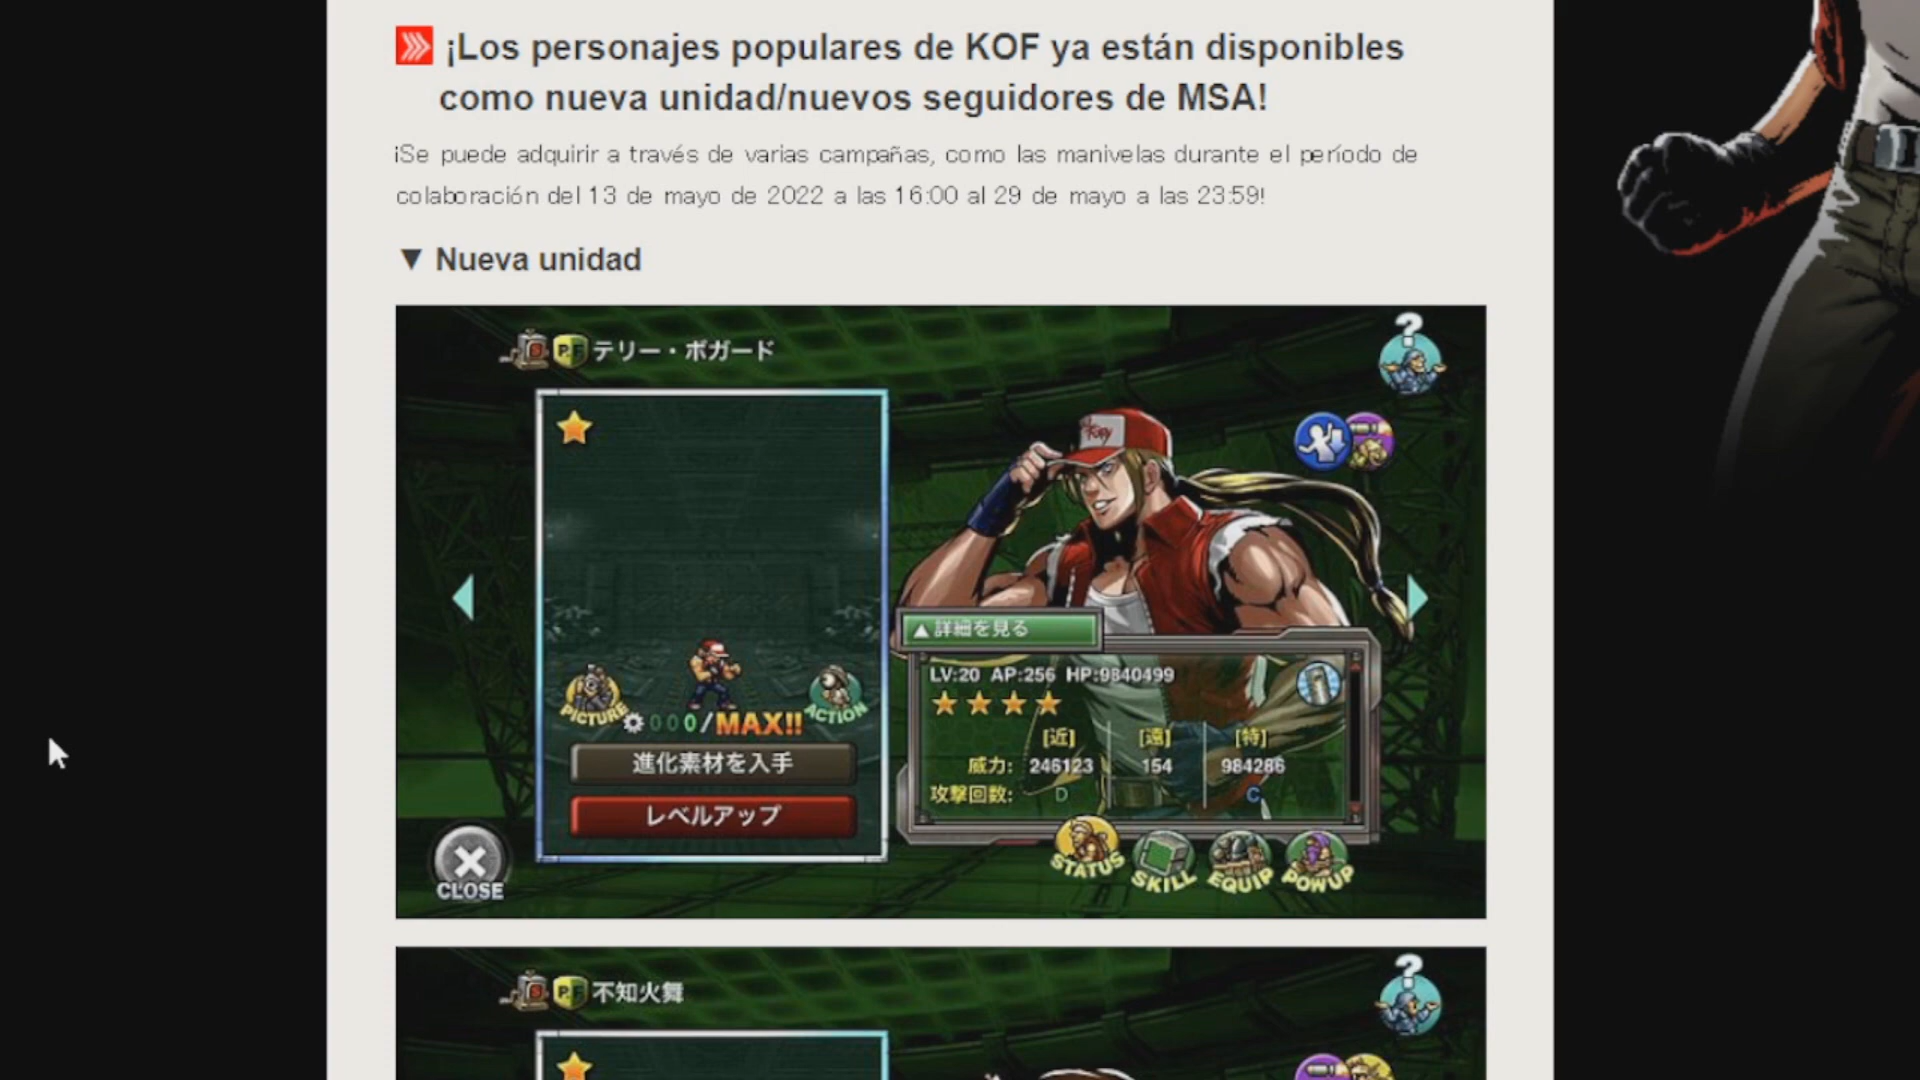 ¡Los personajes populares de KOF ya están disponibles
como nueva unidad/nuevos seguidores de MSA!
¡Se puede adquirir a través de varias campañas, como las manivelas durante el período de
colaboración del 13 de mayo de 2022 a las 16:00 al 29 de mayo a las 23:59!
▼ Nueva unidad
P.F テリー・ボガード
?
Fury
▲詳細を見る
LV:20 AP:256 HP:9840499
[近] [遠] [特]
威力: 246123 154 984286
攻撃回数: D C
PICTURE
ACTION
000/MAX!!
進化素材を入手
レベルアップ
CLOSE
STATUS SKILL EQUIP POWUP
P.F 不知火舞
?